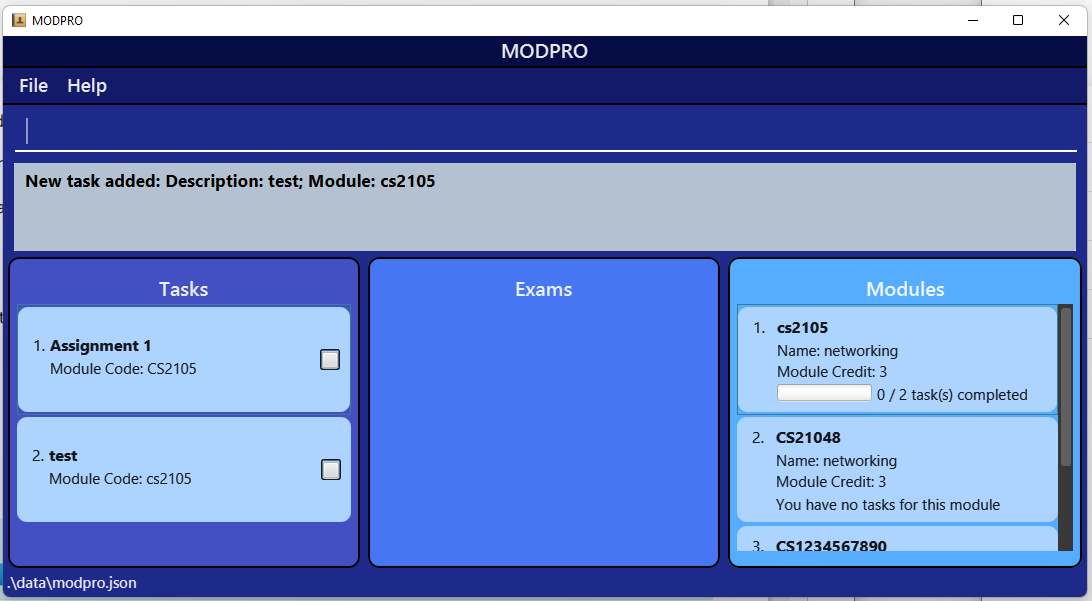 MODPRO
MODPRO
File Help
New task added: Description: test; Module: cs2105
Tasks
1. Assignment 1
Module Code: CS2105
2. test
Module Code: cs2105
Exams
Modules
1. cs2105
Name: networking
Module Credit: 3
0 / 2 task(s) completed
2. CS21048
Name: networking
Module Credit: 3
You have no tasks for this module
3. CS1234567890
.\data\modpro.json